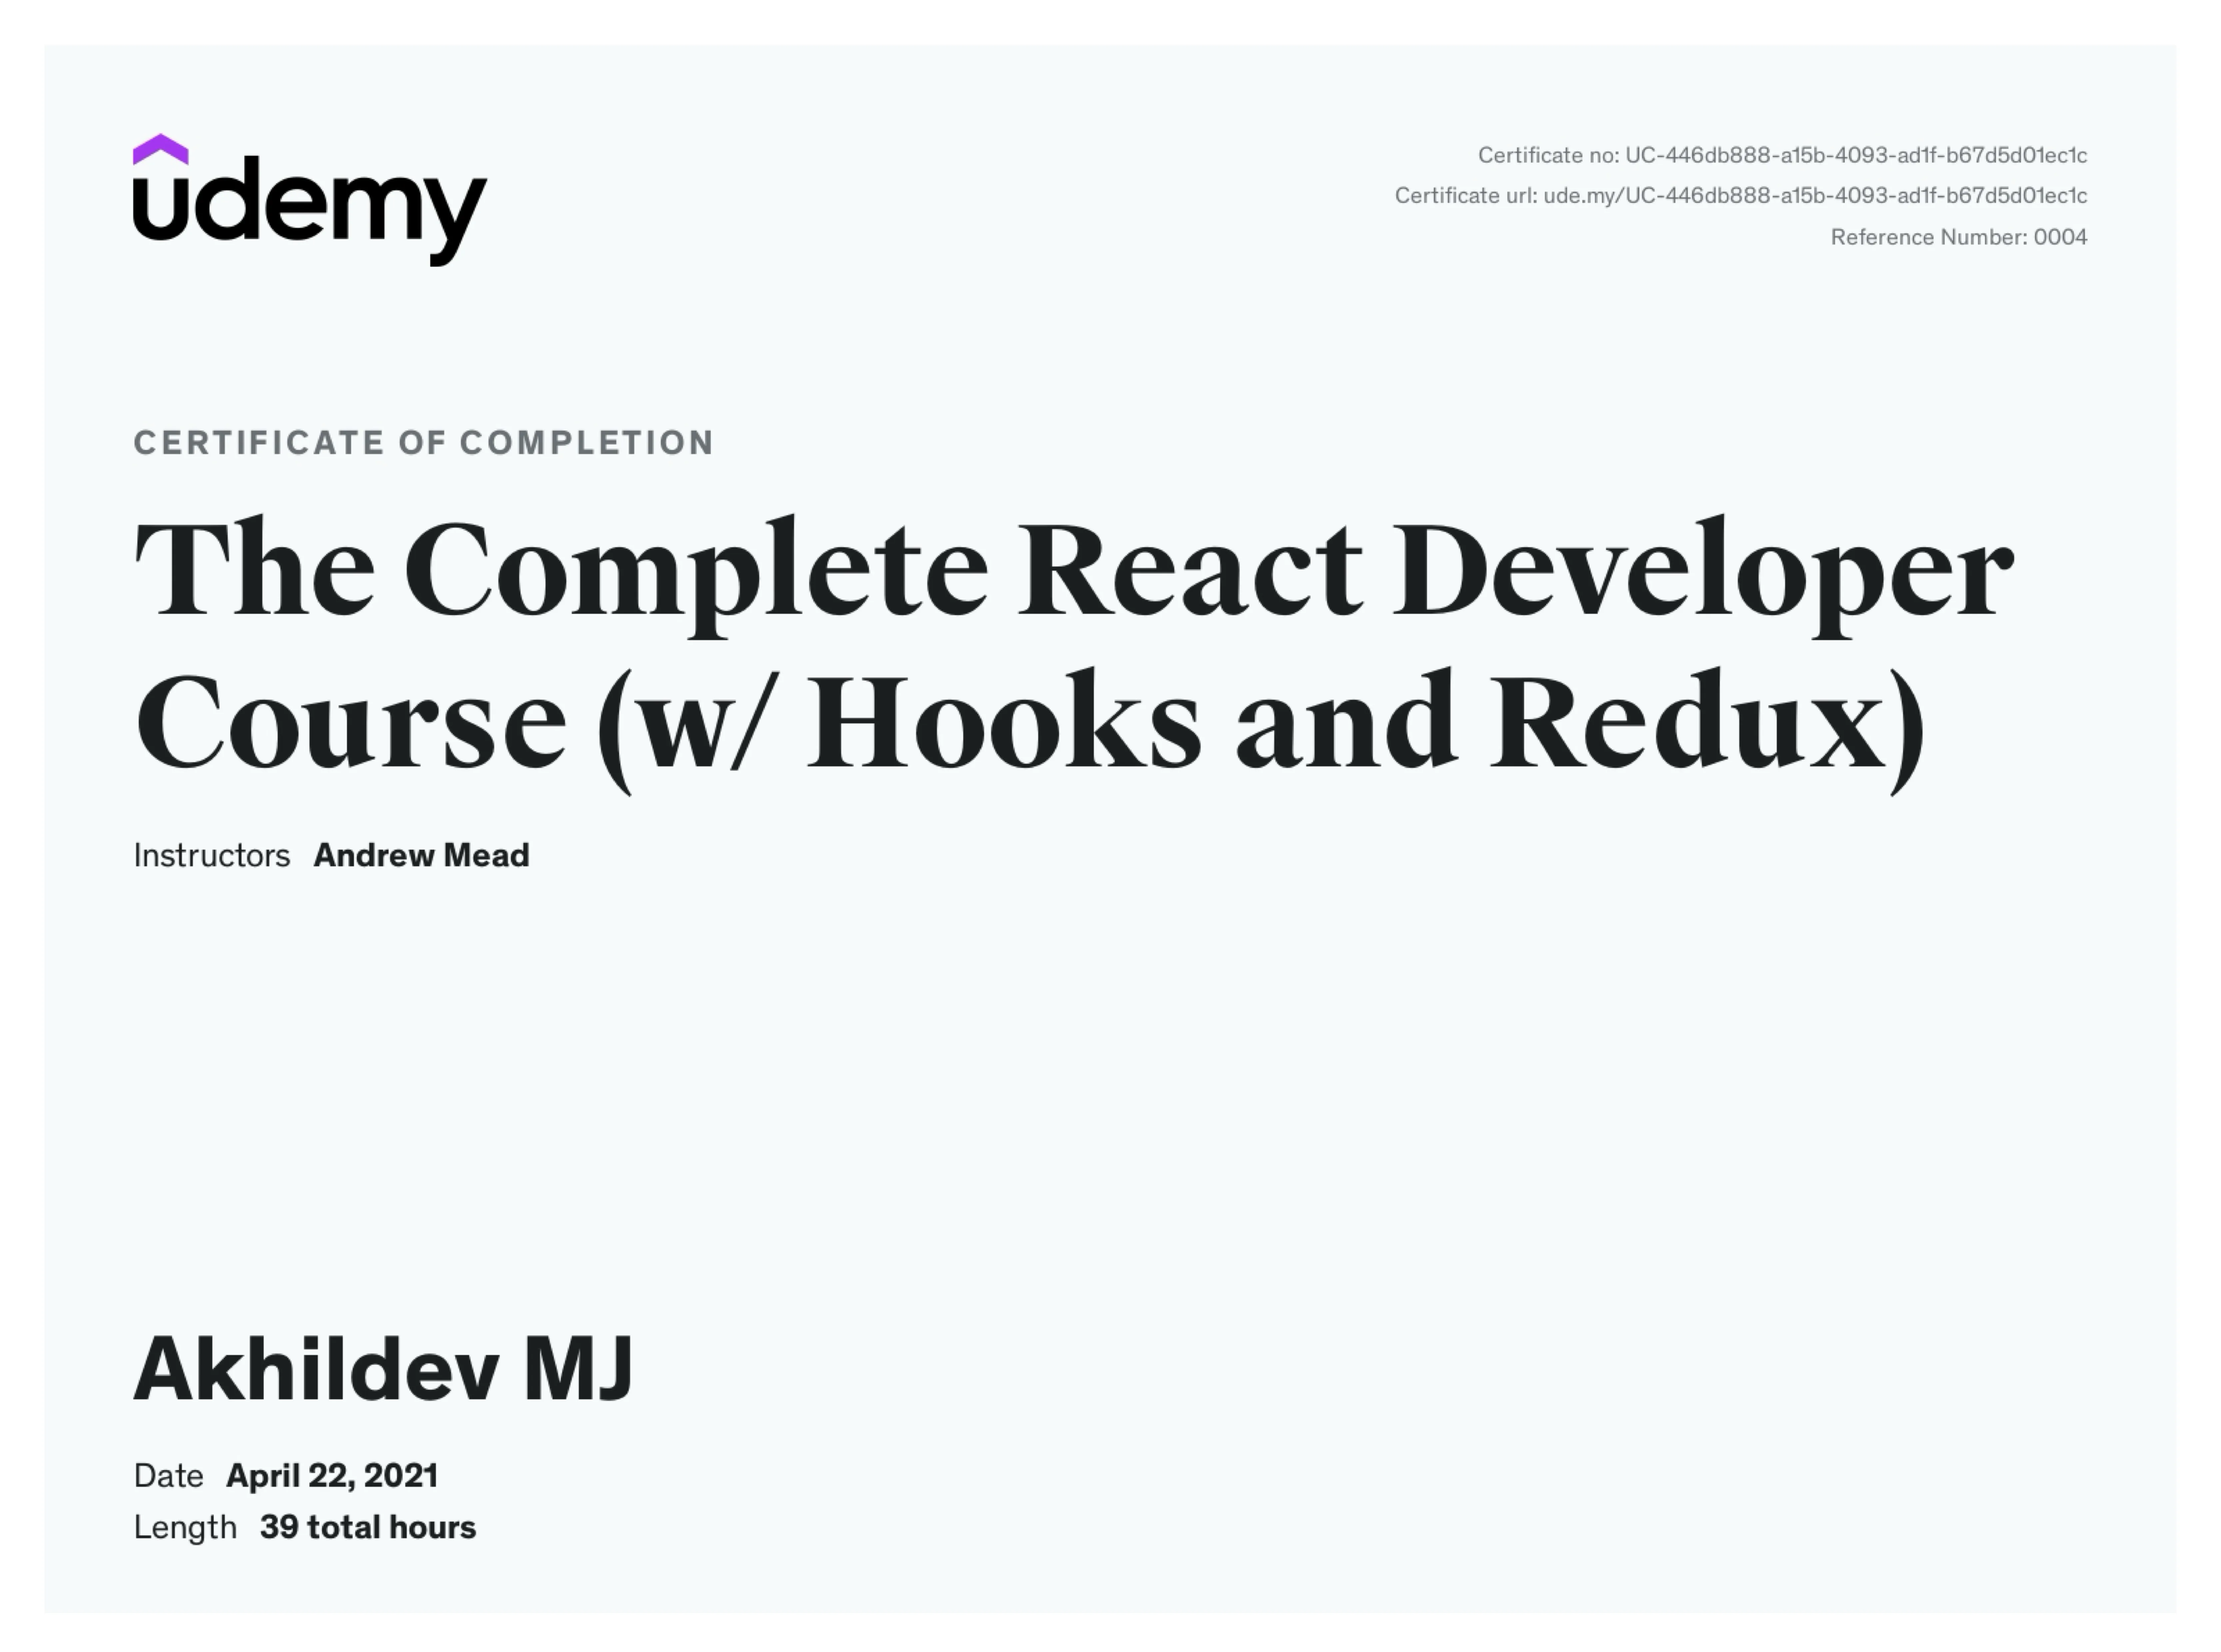 udemy
Certificate no: UC-446db888-a15b-4093-ad1f-b67d5d01ec1c
Certificate url: ude.my/UC-446db888-a15b-4093-ad1f-b67d5d01ec1c
Reference Number: 0004
CERTIFICATE OF COMPLETION
The Complete React Developer
Course (w/ Hooks and Redux)
Instructors Andrew Mead
Akhildev MJ
Date April 22, 2021
Length 39 total hours